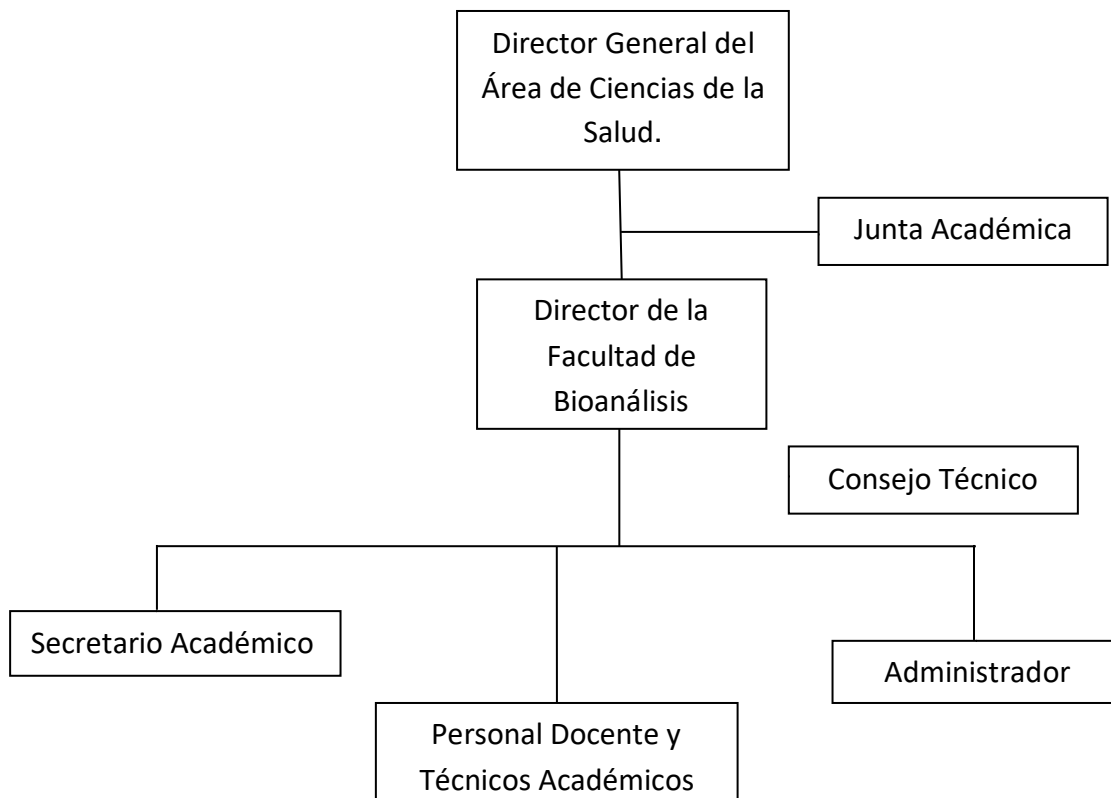 Director General del
Área de Ciencias de la
Salud.
Junta Académica
Director de la
Facultad de
Bioanálisis
Consejo Técnico
Secretario Académico
Administrador
Personal Docente y
Técnicos Académicos